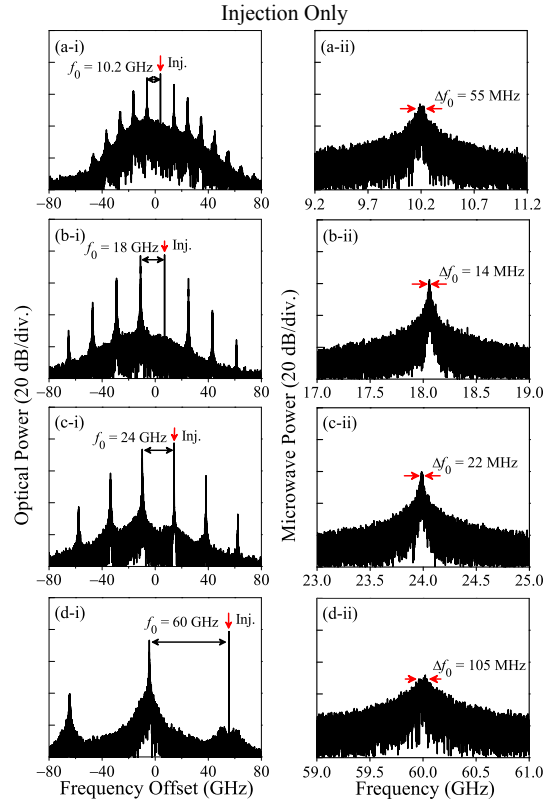 Injection Only
(a-i)
f0 = 10.2 GHz
Inj.
−80 −40 0 40 80
(a-ii)
Δf0 = 55 MHz
9.2 9.7 10.2 10.7 11.2
(b-i)
f0 = 18 GHz
Inj.
−80 −40 0 40 80
(b-ii)
Δf0 = 14 MHz
17.0 17.5 18.0 18.5 19.0
(c-i)
f0 = 24 GHz
Inj.
−80 −40 0 40 80
(c-ii)
Δf0 = 22 MHz
23.0 23.5 24.0 24.5 25.0
(d-i)
f0 = 60 GHz
Inj.
−80 −40 0 40 80
(d-ii)
Δf0 = 105 MHz
59.0 59.5 60.0 60.5 61.0
Optical Power (20 dB/div.)
Microwave Power (20 dB/div.)
Frequency Offset (GHz)
Frequency (GHz)